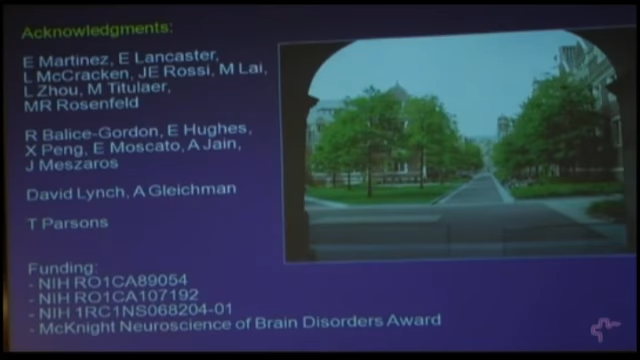 Acknowledgments:
E Martinez, E Lancaster,
L McCracken, JE Rossi, M Lai,
L Zhou, M Titulaer,
MR Rosenfeld
R Balice-Gordon, E Hughes,
X Peng, E Moscato, A Jain,
J Meszaros
David Lynch, A Gleichman
T Parsons
Funding:
- NIH RO1CA89054
- NIH RO1CA107192
- NIH 1RC1NS068204-01
- McKnight Neuroscience of Brain Disorders Award